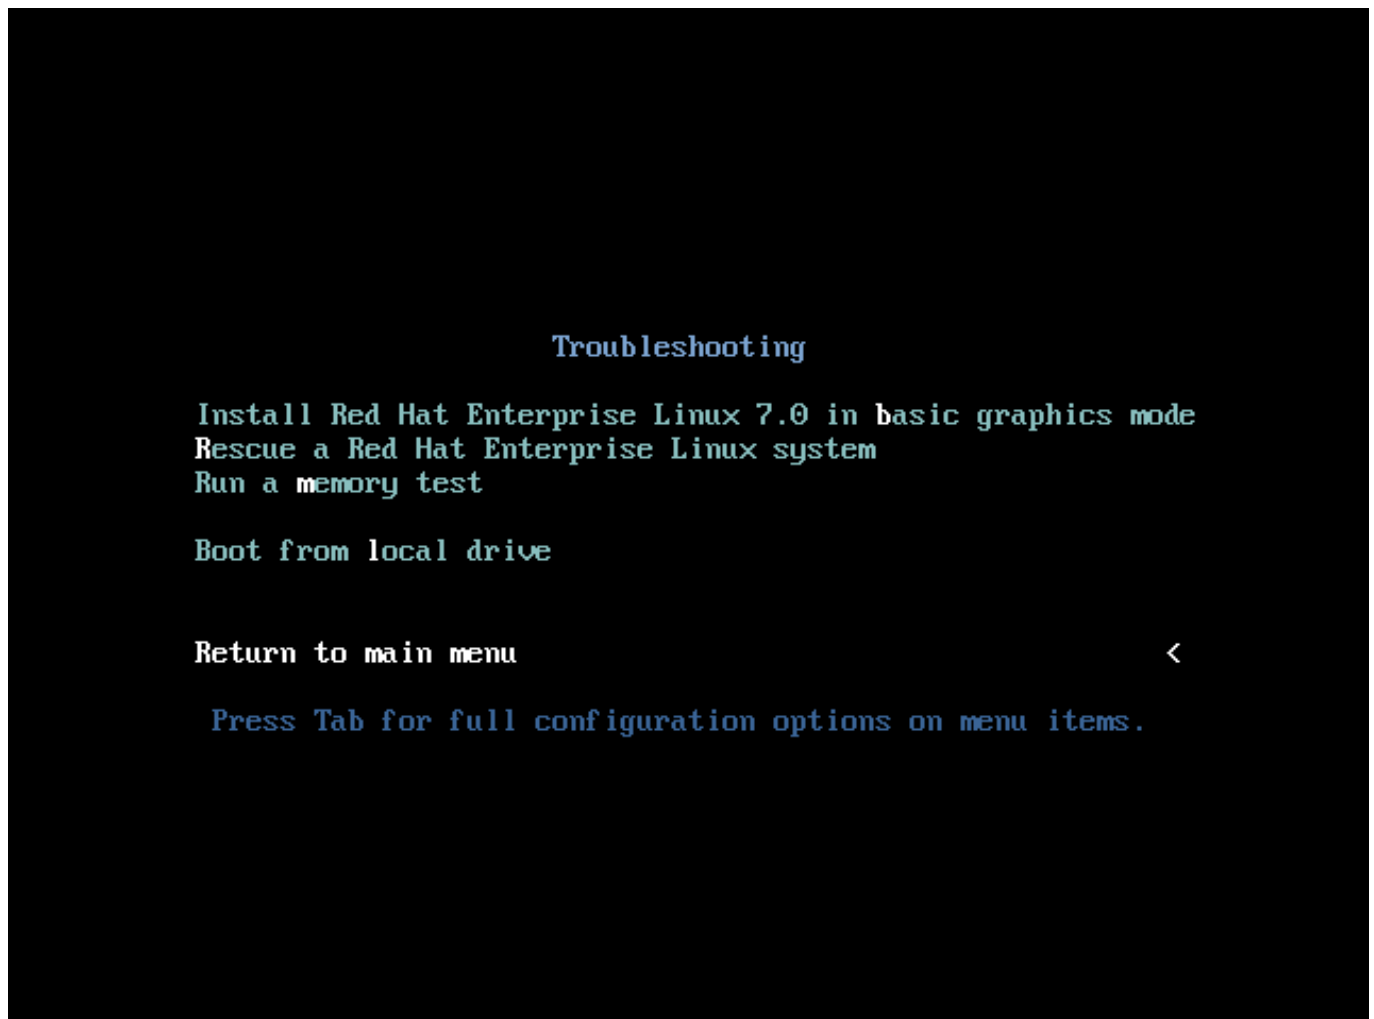 Troubleshooting
Install Red Hat Enterprise Linux 7.0 in basic graphics mode
Rescue a Red Hat Enterprise Linux system
Run a memory test
Boot from local drive
Return to main menu <
Press Tab for full configuration options on menu items.